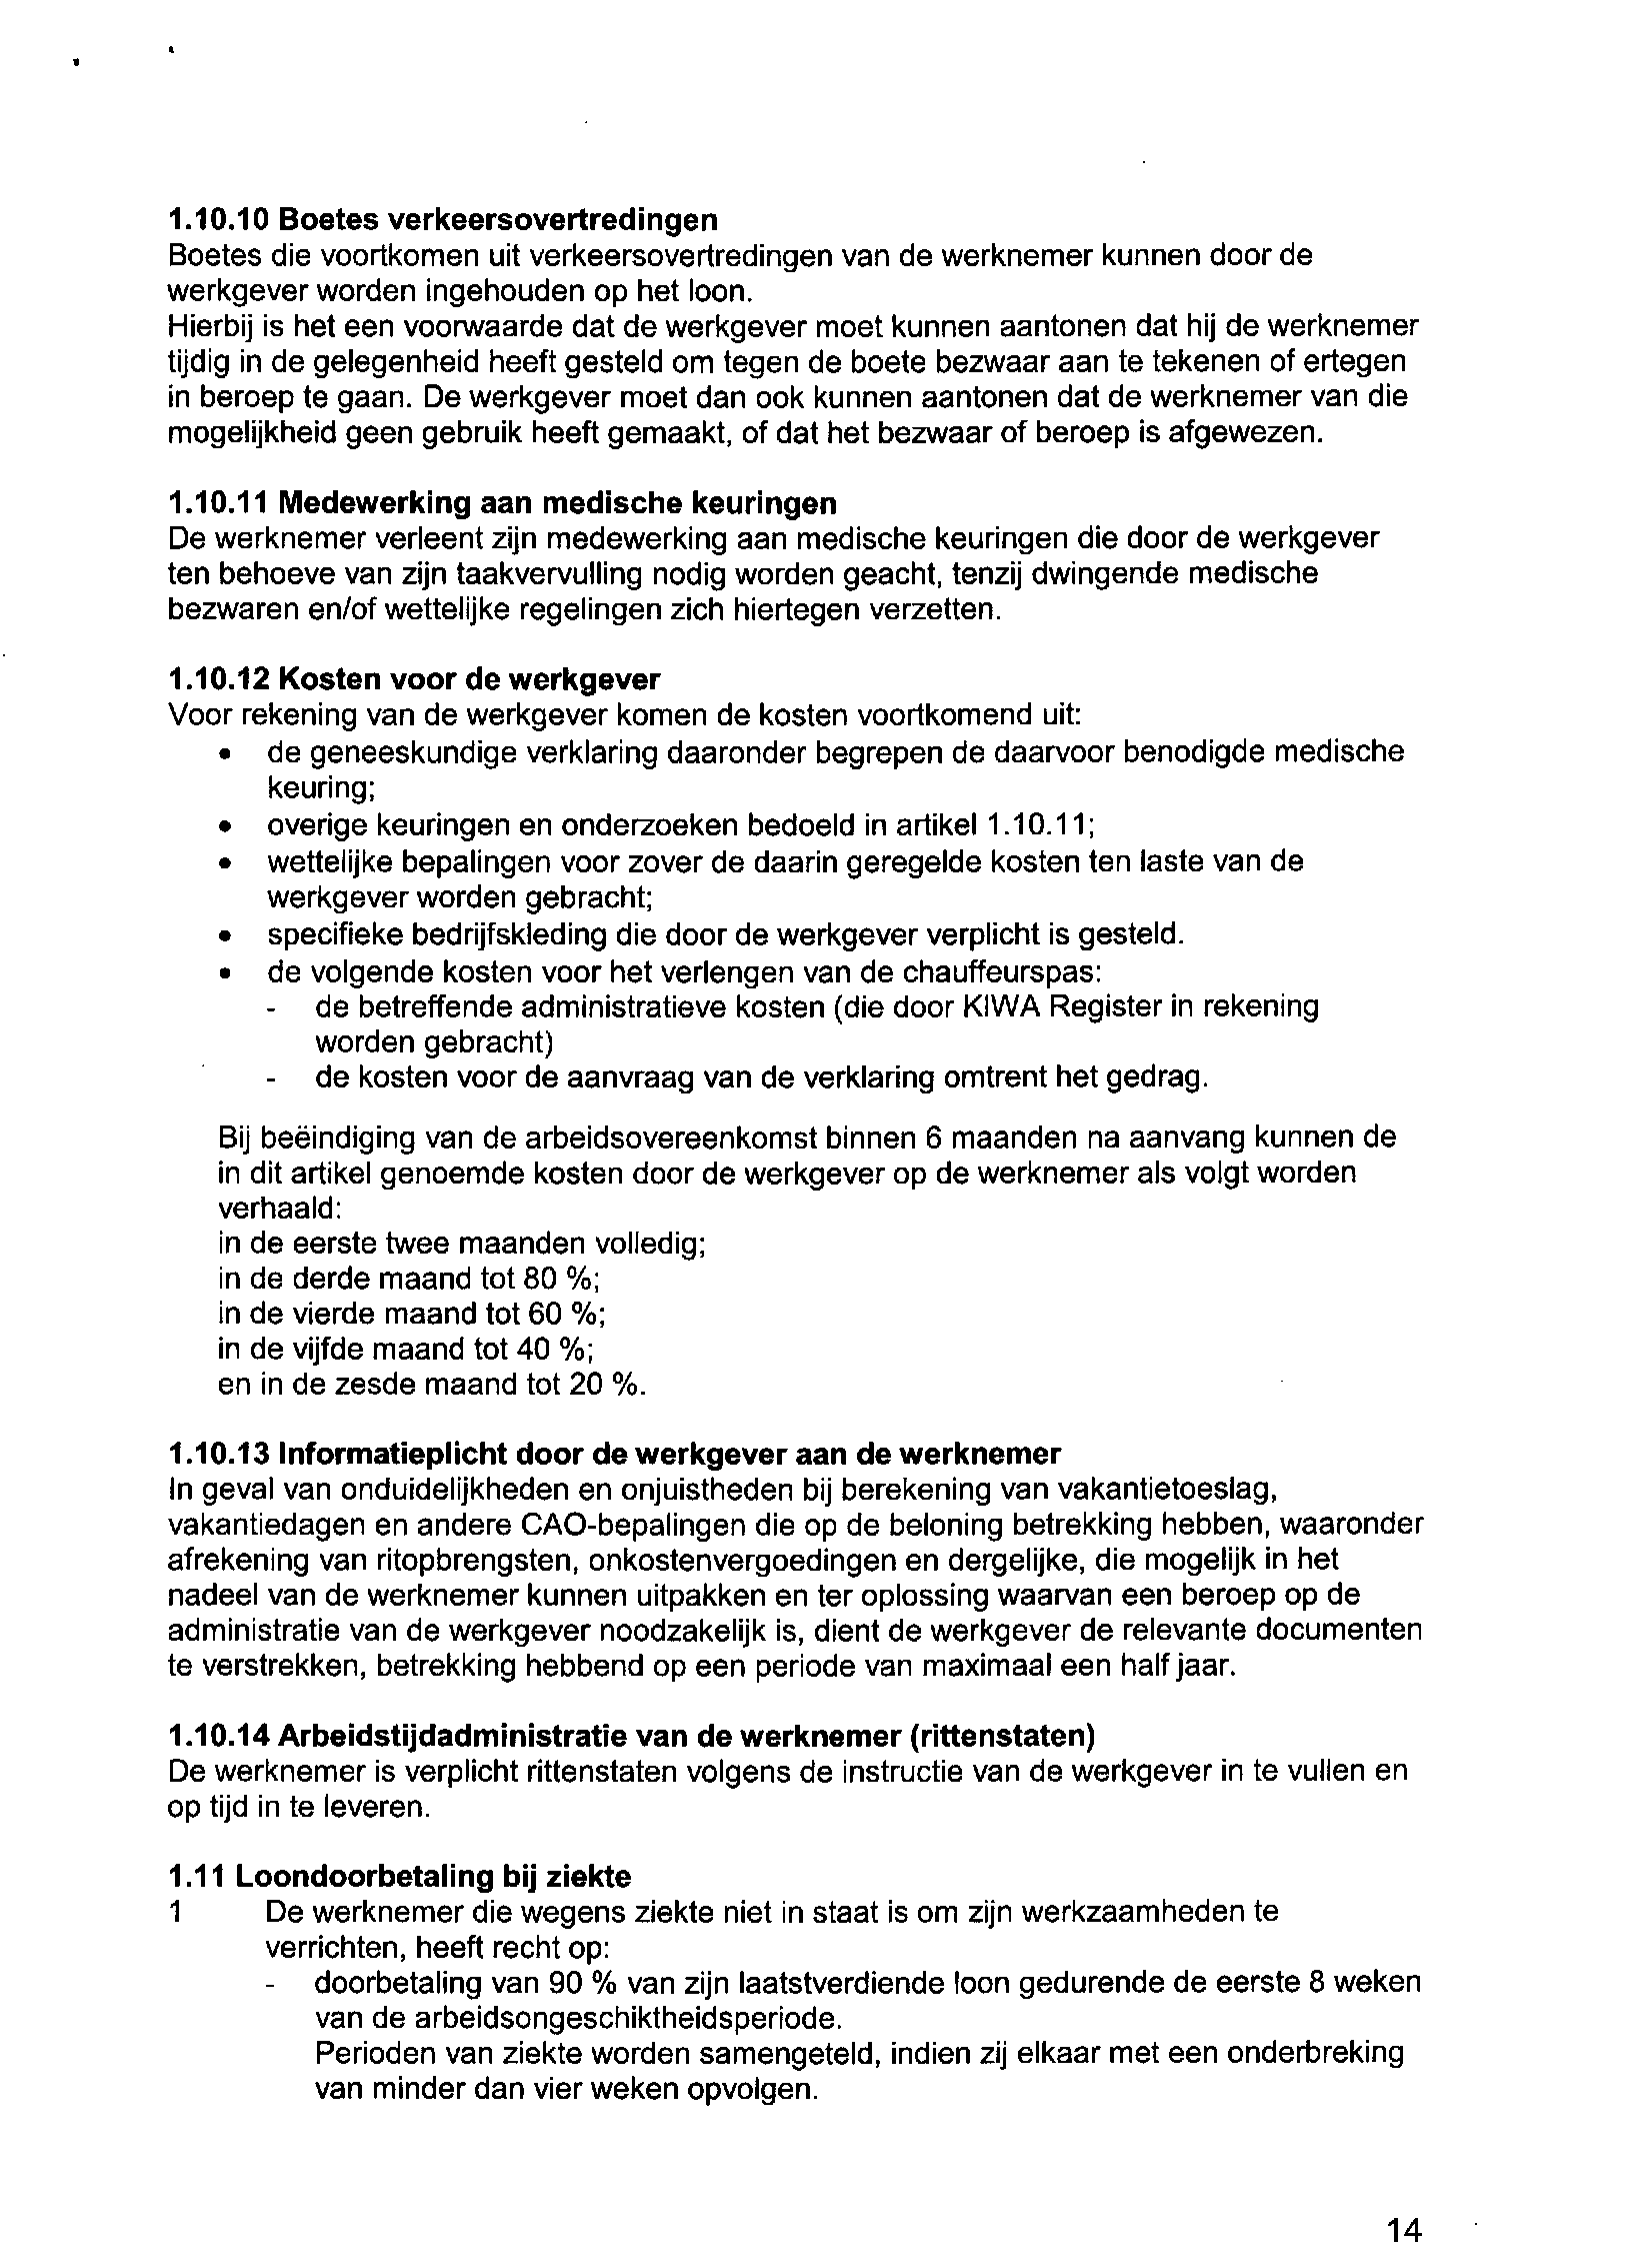 1.10.10 Boetes verkeersovertredingen
Boetes die voortkomen uit verkeersovertredingen van de werknemer kunnen door de
werkgever worden ingehouden op het loon.
Hierbij is het een voorwaarde dat de werkgever moet kunnen aantonen dat hij de werknemer
tijdig in de gelegenheid heeft gesteld om tegen de boete bezwaar aan te tekenen of ertegen
in beroep te gaan. De werkgever moet dan ook kunnen aantonen dat de werknemer van die
mogelijkheid geen gebruik heeft gemaakt, of dat het bezwaar of beroep is afgewezen.
1.10.11 Medewerking aan medische keuringen
De werknemer verleent zijn medewerking aan medische keuringen die door de werkgever
ten behoeve van zijn taakvervulling nodig worden geacht, tenzij dwingende medische
bezwaren en/of wettelijke regelingen zich hiertegen verzetten.
1.10.12 Kosten voor de werkgever
Voor rekening van de werkgever komen de kosten voortkomend uit:
• de geneeskundige verklaring daaronder begrepen de daarvoor benodigde medische
keuring;
• overige keuringen en onderzoeken bedoeld in artikel 1.10.11;
• wettelijke bepalingen voor zover de daarin geregelde kosten ten laste van de
werkgever worden gebracht;
• specifieke bedrijfskleding die door de werkgever verplicht is gesteld.
• de volgende kosten voor het verlengen van de chauffeurspas:
- de betreffende administratieve kosten (die door KIWA Register in rekening
worden gebracht)
- de kosten voor de aanvraag van de verklaring omtrent het gedrag.
Bij beëindiging van de arbeidsovereenkomst binnen 6 maanden na aanvang kunnen de
in dit artikel genoemde kosten door de werkgever op de werknemer als volgt worden
verhaald:
in de eerste twee maanden volledig;
in de derde maand tot 80 %;
in de vierde maand tot 60 %;
in de vijfde maand tot 40 %;
en in de zesde maand tot 20 %.
1.10.13 Informatieplicht door de werkgever aan de werknemer
In geval van onduidelijkheden en onjuistheden bij berekening van vakantietoeslag,
vakantiedagen en andere CAO-bepalingen die op de beloning betrekking hebben, waaronder
afrekening van ritopbrengsten, onkostenvergoedingen en dergelijke, die mogelijk in het
nadeel van de werknemer kunnen uitpakken en ter oplossing waarvan een beroep op de
administratie van de werkgever noodzakelijk is, dient de werkgever de relevante documenten
te verstrekken, betrekking hebbend op een periode van maximaal een half jaar.
1.10.14 Arbeidstijdadministratie van de werknemer (rittenstaten)
De werknemer is verplicht rittenstaten volgens de instructie van de werkgever in te vullen en
op tijd in te leveren.
1.11 Loondoorbetaling bij ziekte
1 De werknemer die wegens ziekte niet in staat is om zijn werkzaamheden te
verrichten, heeft recht op:
- doorbetaling van 90 % van zijn laatstverdiende loon gedurende de eerste 8 weken
van de arbeidsongeschiktheidsperiode.
Perioden van ziekte worden samengeteld, indien zij elkaar met een onderbreking
van minder dan vier weken opvolgen.
14